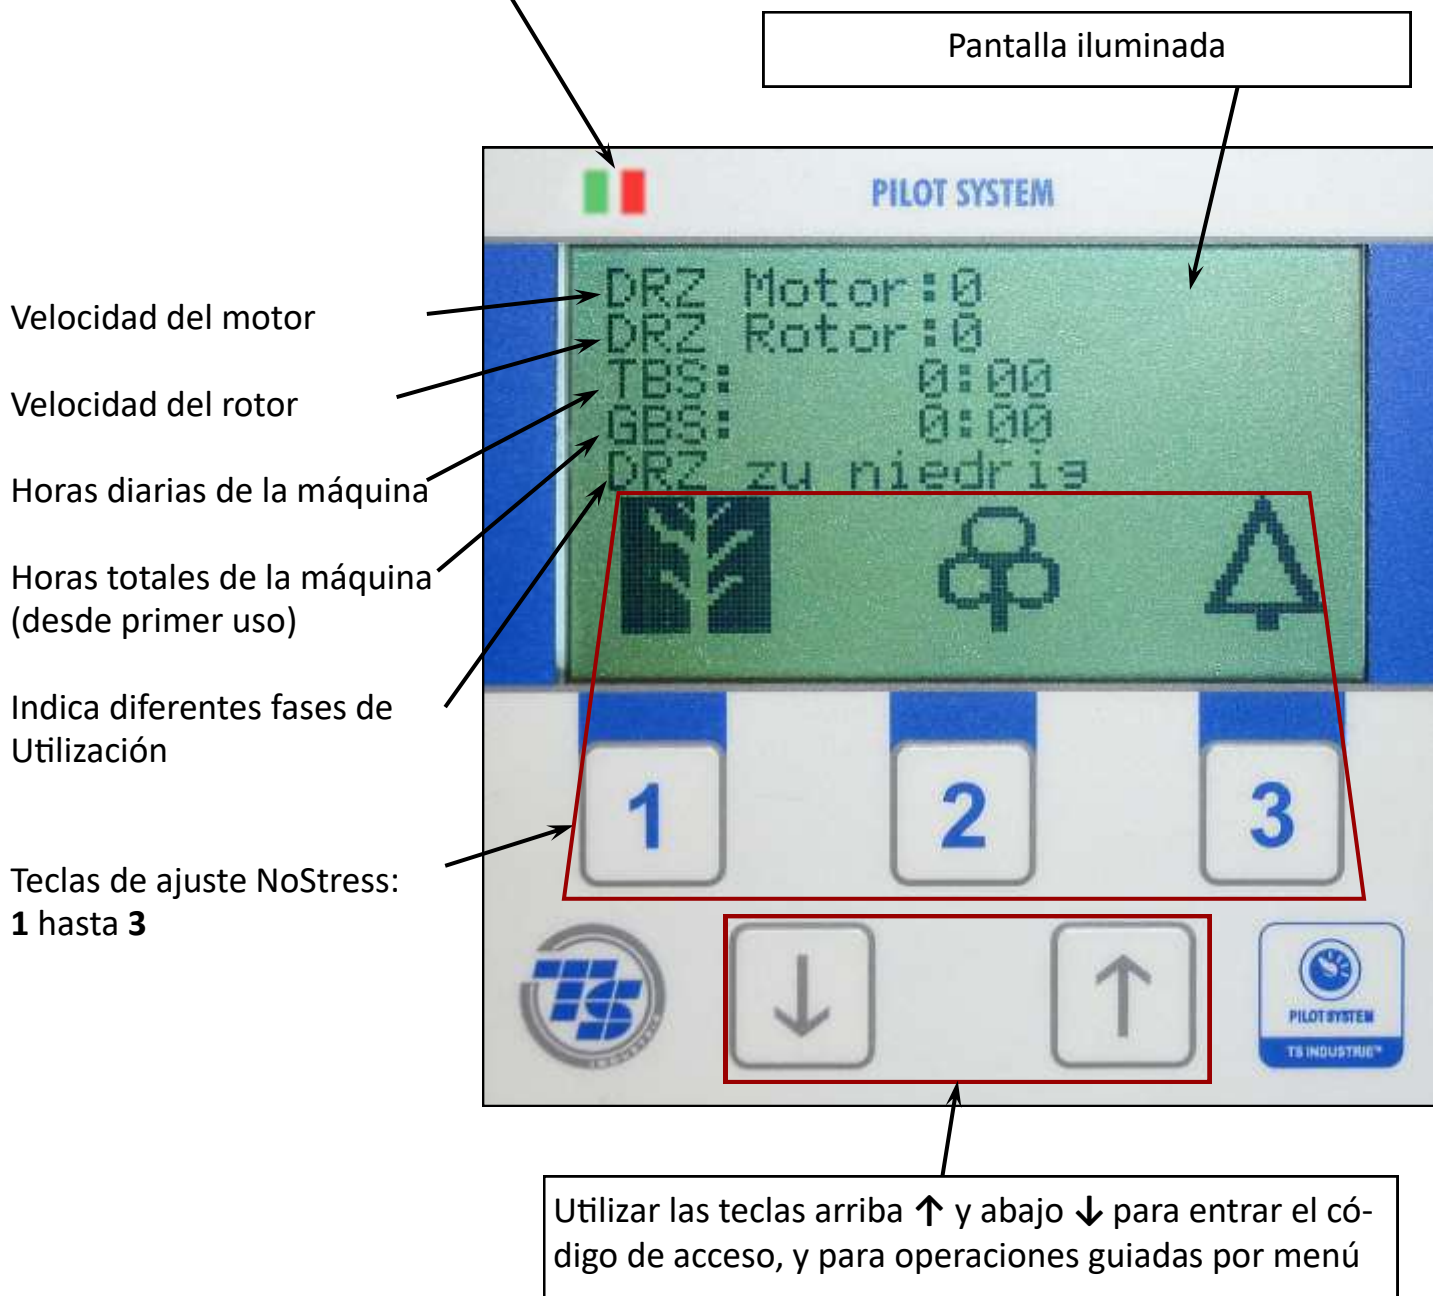 Pantalla iluminada
PILOT SYSTEM
DRZ Motor:0
DRZ Rotor:0
TBS: 0:00
GBS: 0:00
DRZ zu niedrig
Velocidad del motor
Velocidad del rotor
Horas diarias de la máquina
Horas totales de la máquina
(desde primer uso)
Indica diferentes fases de
Utilización
Teclas de ajuste NoStress:
1 hasta 3
1 2 3
TS
↓ ↑
PILOT SYSTEM
TS INDUSTRIE™
Utilizar las teclas arriba ↑ y abajo ↓ para entrar el có-
digo de acceso, y para operaciones guiadas por menú